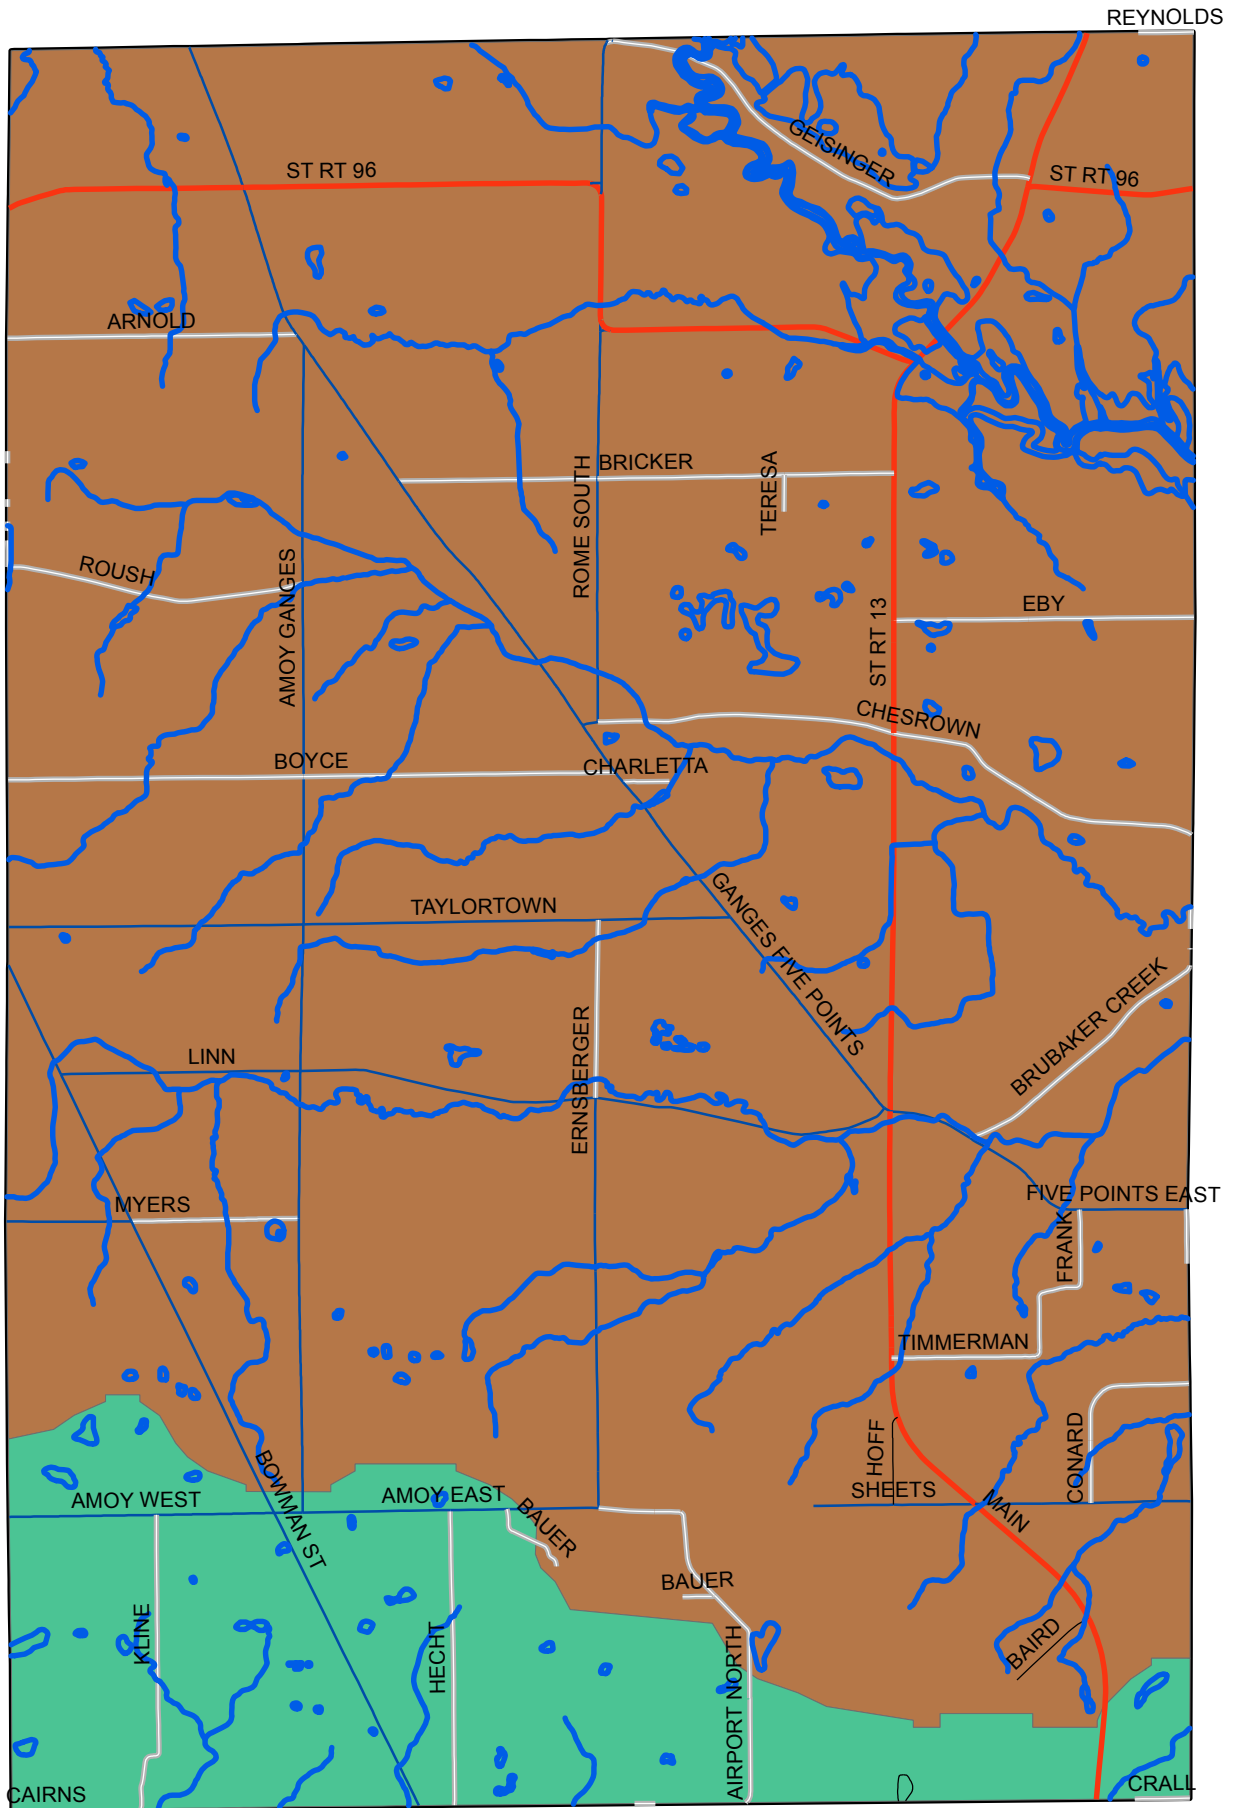 REYNOLDS
GEISINGER
ST RT 96
ST RT 96
ARNOLD
BRICKER
TERESA
ROME SOUTH
ROUSH
AMOY GANGES
EBY
ST RT 13
CHESROWN
BOYCE
CHARLETTA
TAYLORTOWN
GANGES FIVE POINTS
BRUBAKER CREEK
LINN
ERNSBERGER
MYERS
FIVE POINTS EAST
FRANK
TIMMERMAN
HOFF
CONARD
SHEETS
MAIN
AMOY WEST
AMOY EAST
BOWMAN ST
BAUER
BAUER
KLINE
HECHT
AIRPORT NORTH
BAIRD
CAIRNS
CRALL